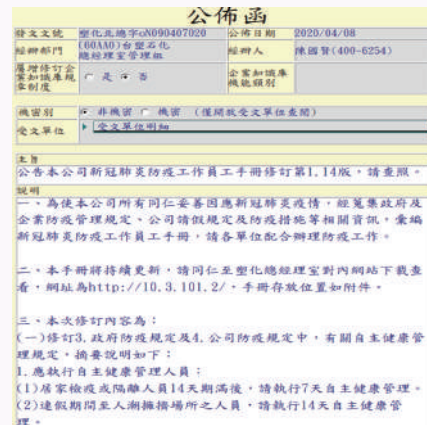 公佈函
發文文號 塑化總字oN090407020 公佈日期 2020/04/08
經辦部門 (60AA0)台塑石化總經理室管理組 經辦人 陳國賢(400-6254)
屬增修訂企業知識庫規章制度 是 否 企業知識庫機能類別
機密別 非機密 機密 (僅開放受文單位查閱)
受文單位 受文單位明細
主旨
公告本公司新冠肺炎防疫工作員工手冊修訂第1.14版，請查照。
說明
一、為使本公司所有同仁妥善因應新冠肺炎疫情，經蒐集政府及
企業防疫管理規定、公司請假規定及防疫措施等相關資訊，彙編
新冠肺炎防疫工作員工手冊，請各單位配合辦理防疫工作。
二、本手冊將持續更新，請同仁至塑化總經理室對內網站下載查
看，網址為http://10.3.101.2/，手冊存放位置如附件。
三、本次修訂內容為：
(一)修訂3.政府防疫規定及4.公司防疫規定中，有關自主健康管
理規定，摘要說明如下：
1.應執行自主健康管理人員：
(1)居家檢疫或隔離人員14天期滿後，請執行7天自主健康管理。
(2)連假期間至人潮擁擠場所之人員，請執行14天自主健康管
理。